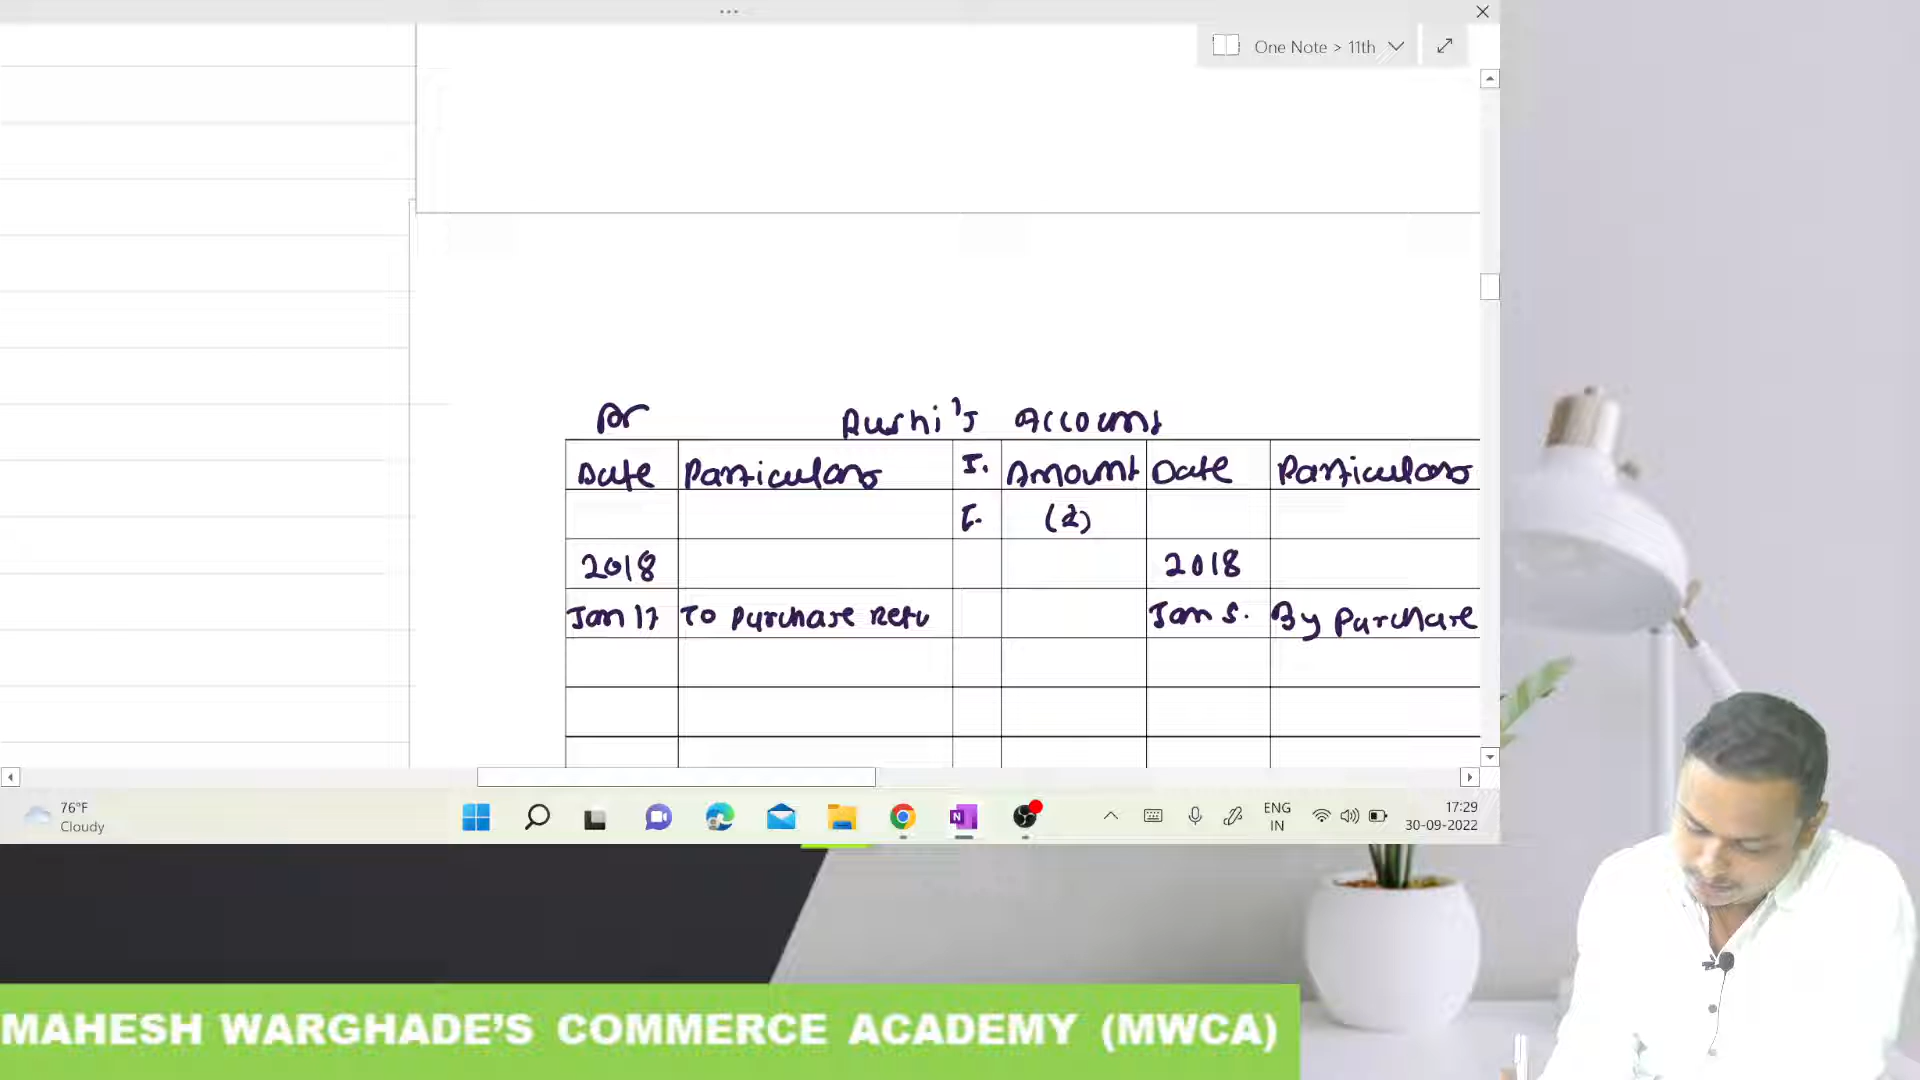 One Note > 11th
Dr Rushi's Account
Date Particulars J. Amount Date Particulars
F. (₹)
2018 2018
Jan 17 To Purchase Retu Jan 5. By Purchase
76°F
Cloudy
ENG
IN
17:29
30-09-2022
MAHESH WARGHADE'S COMMERCE ACADEMY (MWCA)